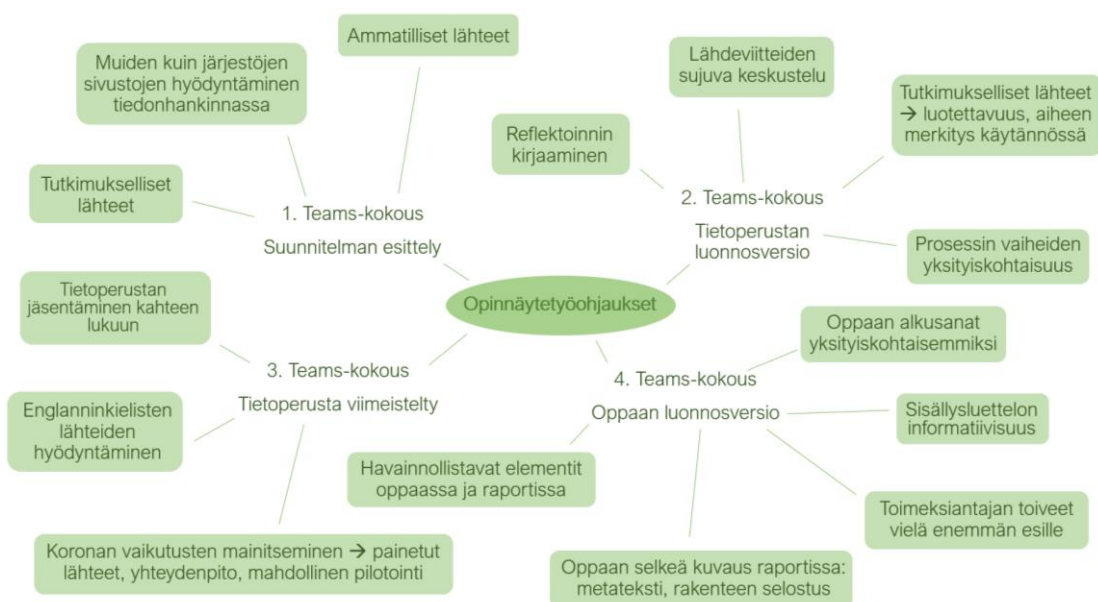 Ammatilliset lähteet
Muiden kuin järjestöjen
sivustojen hyödyntäminen
tiedonhankinnassa
Tutkimukselliset
lähteet
1. Teams-kokous
Suunnitelman esittely
Lähdeviitteiden
sujuva keskustelu
Reflektoinnin
kirjaaminen
Tutkimukselliset lähteet
→ luotettavuus, aiheen
merkitys käytännössä
2. Teams-kokous
Tietoperustan
luonnosversio
Prosessin vaiheiden
yksityiskohtaisuus
Opinnäytetyöohjaukset
Tietoperustan
jäsentäminen kahteen
lukuun
3. Teams-kokous
Tietoperusta viimeistelty
Englanninkielisten
lähteiden
hyödyntäminen
Koronan vaikutusten mainitseminen → painetut
lähteet, yhteydenpito, mahdollinen pilotointi
Oppaan alkusanat
yksityiskohtaisemmiksi
4. Teams-kokous
Oppaan luonnosversio
Sisällysluettelon
informatiivisuus
Havainnollistavat elementit
oppaassa ja raportissa
Toimeksiantajan toiveet
vielä enemmän esille
Oppaan selkeä kuvaus raportissa:
metateksti, rakenteen selostus